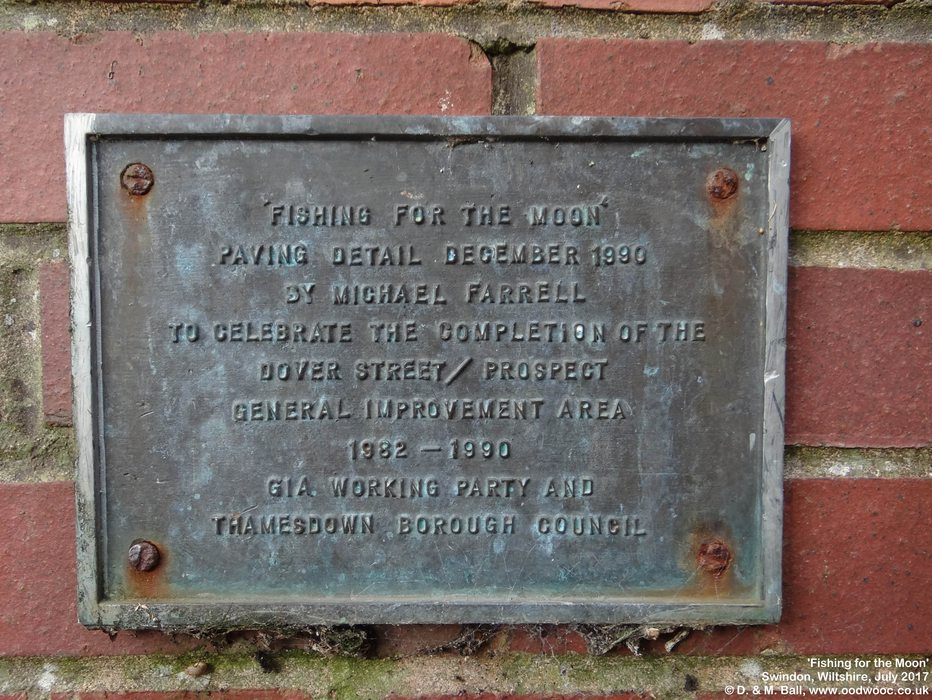 'FISHING FOR THE MOON'
PAVING DETAIL DECEMBER 1990
BY MICHAEL FARRELL
TO CELEBRATE THE COMPLETION OF THE
DOVER STREET/ PROSPECT
GENERAL IMPROVEMENT AREA
1982 – 1990
GIA WORKING PARTY AND
THAMESDOWN BOROUGH COUNCIL
'Fishing for the Moon'
Swindon, Wiltshire, July 2017
© D. & M. Ball, www.oodwooc.co.uk